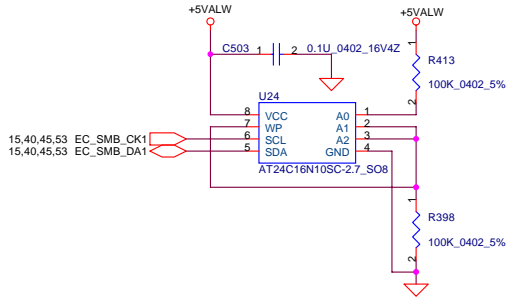 +5VALW
+5VALW
C503 1 2 0.1U_0402_16V4Z
1
R413
100K_0402_5%
2
U24
8 VCC A0 1
7 WP A1 2
15,40,45,53 EC_SMB_CK1 6 SCL A2 3
15,40,45,53 EC_SMB_DA1 5 SDA GND 4
AT24C16N10SC-2.7_SO8
1
R398
100K_0402_5%
2